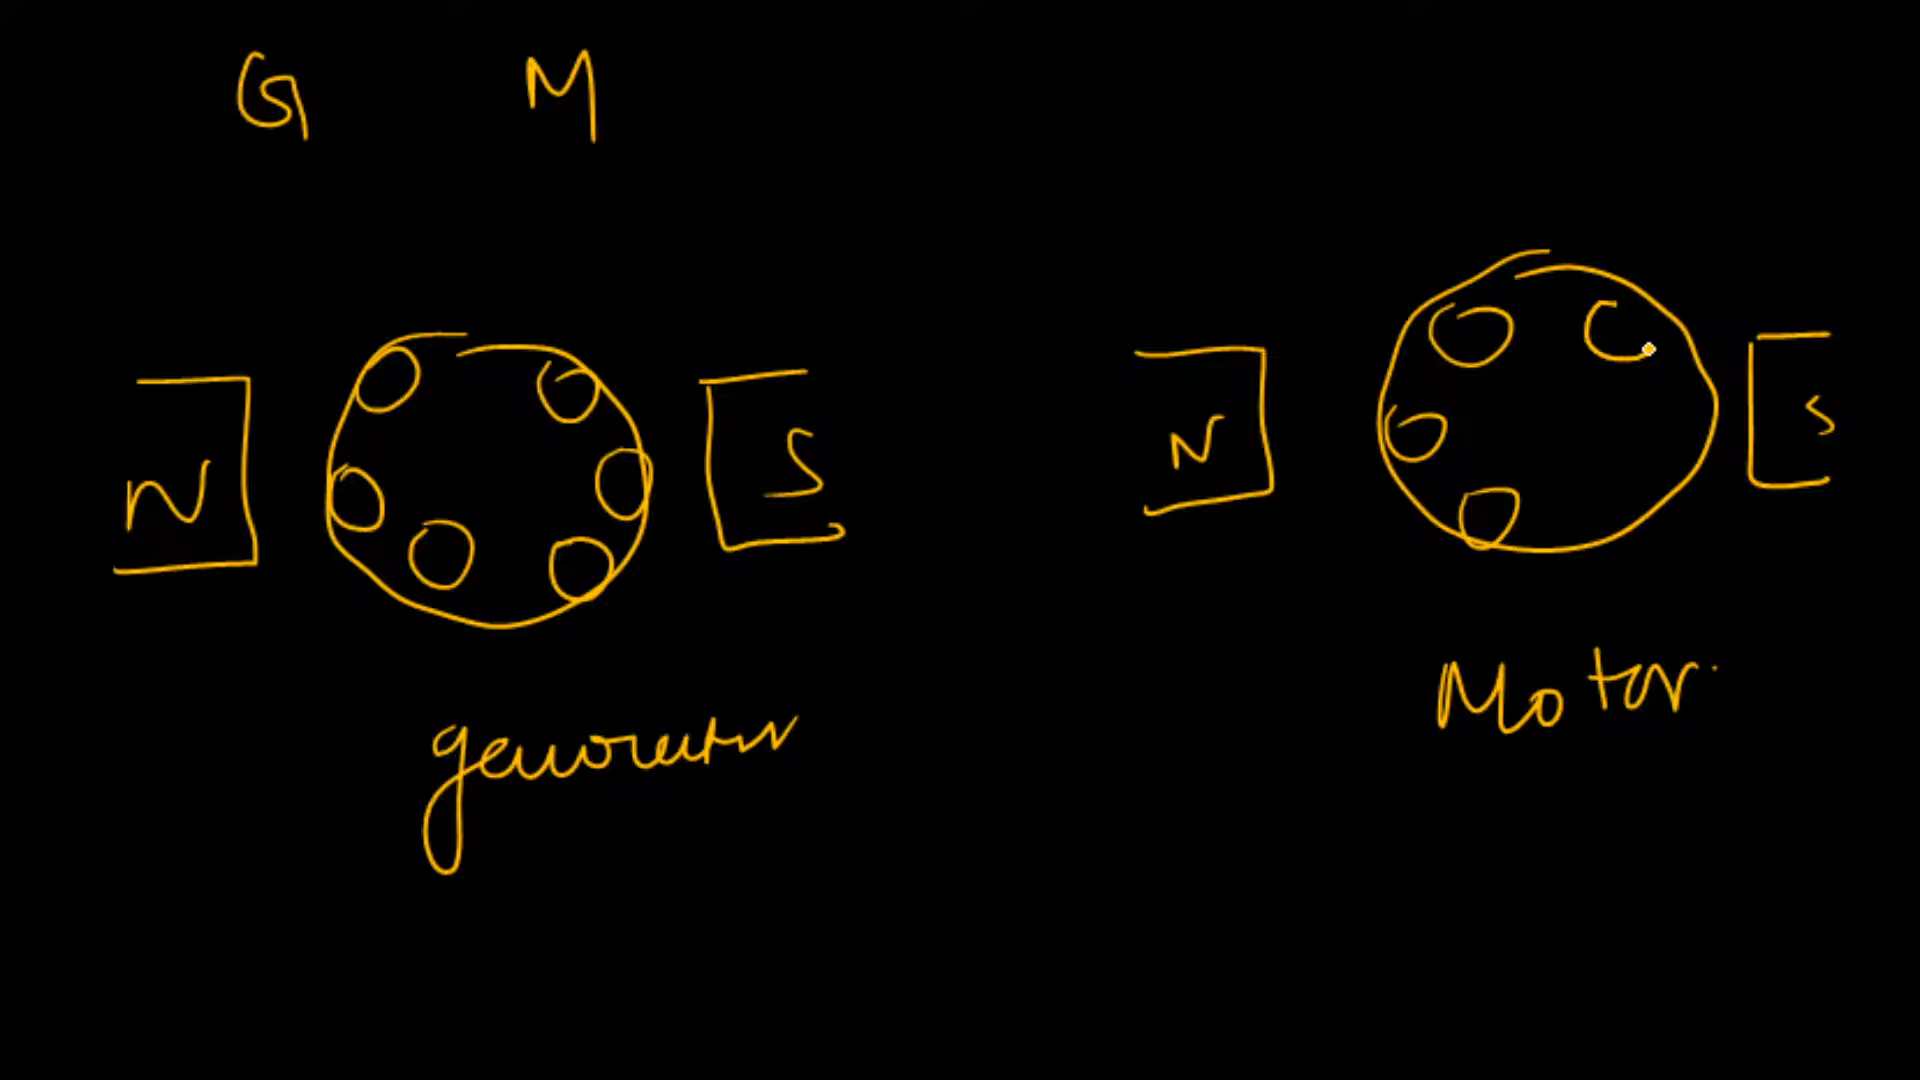 G M
N S
N S
generator
Motor.